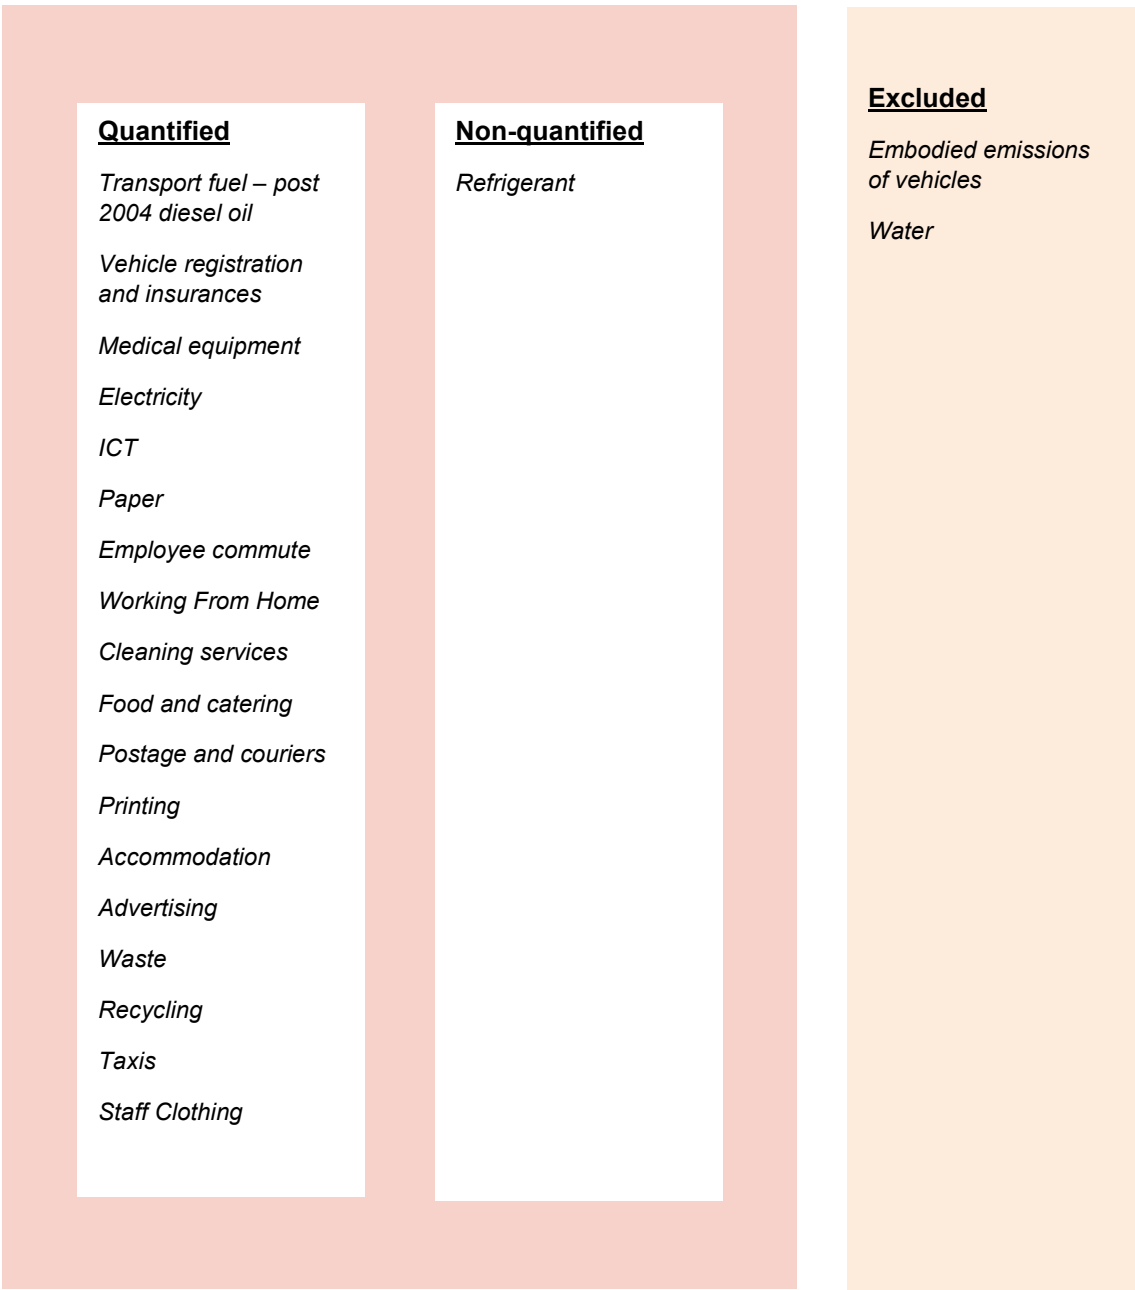 Quantified
Transport fuel – post
2004 diesel oil
Vehicle registration
and insurances
Medical equipment
Electricity
ICT
Paper
Employee commute
Working From Home
Cleaning services
Food and catering
Postage and couriers
Printing
Accommodation
Advertising
Waste
Recycling
Taxis
Staff Clothing
Non-quantified
Refrigerant
Excluded
Embodied emissions
of vehicles
Water